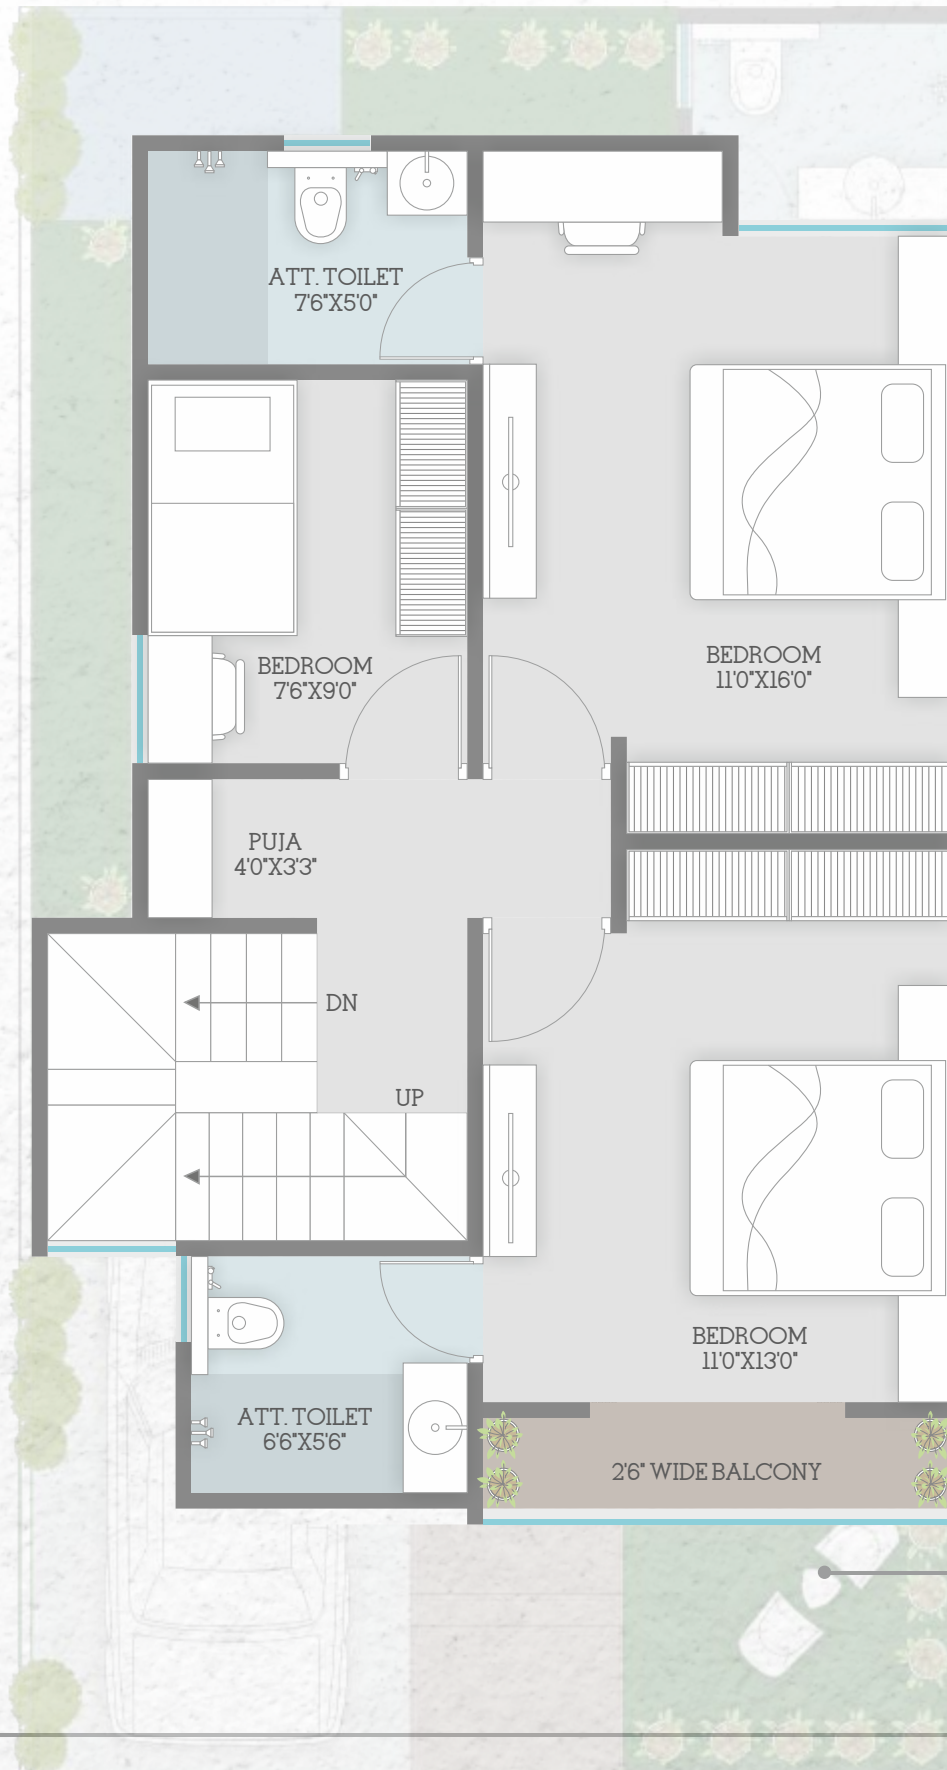 ATT. TOILET
7'6"X5'0"
BEDROOM
7'6"X9'0"
BEDROOM
11'0"X16'0"
PUJA
4'0"X3'3"
DN
UP
BEDROOM
11'0"X13'0"
ATT. TOILET
6'6"X5'6"
2'6" WIDE BALCONY